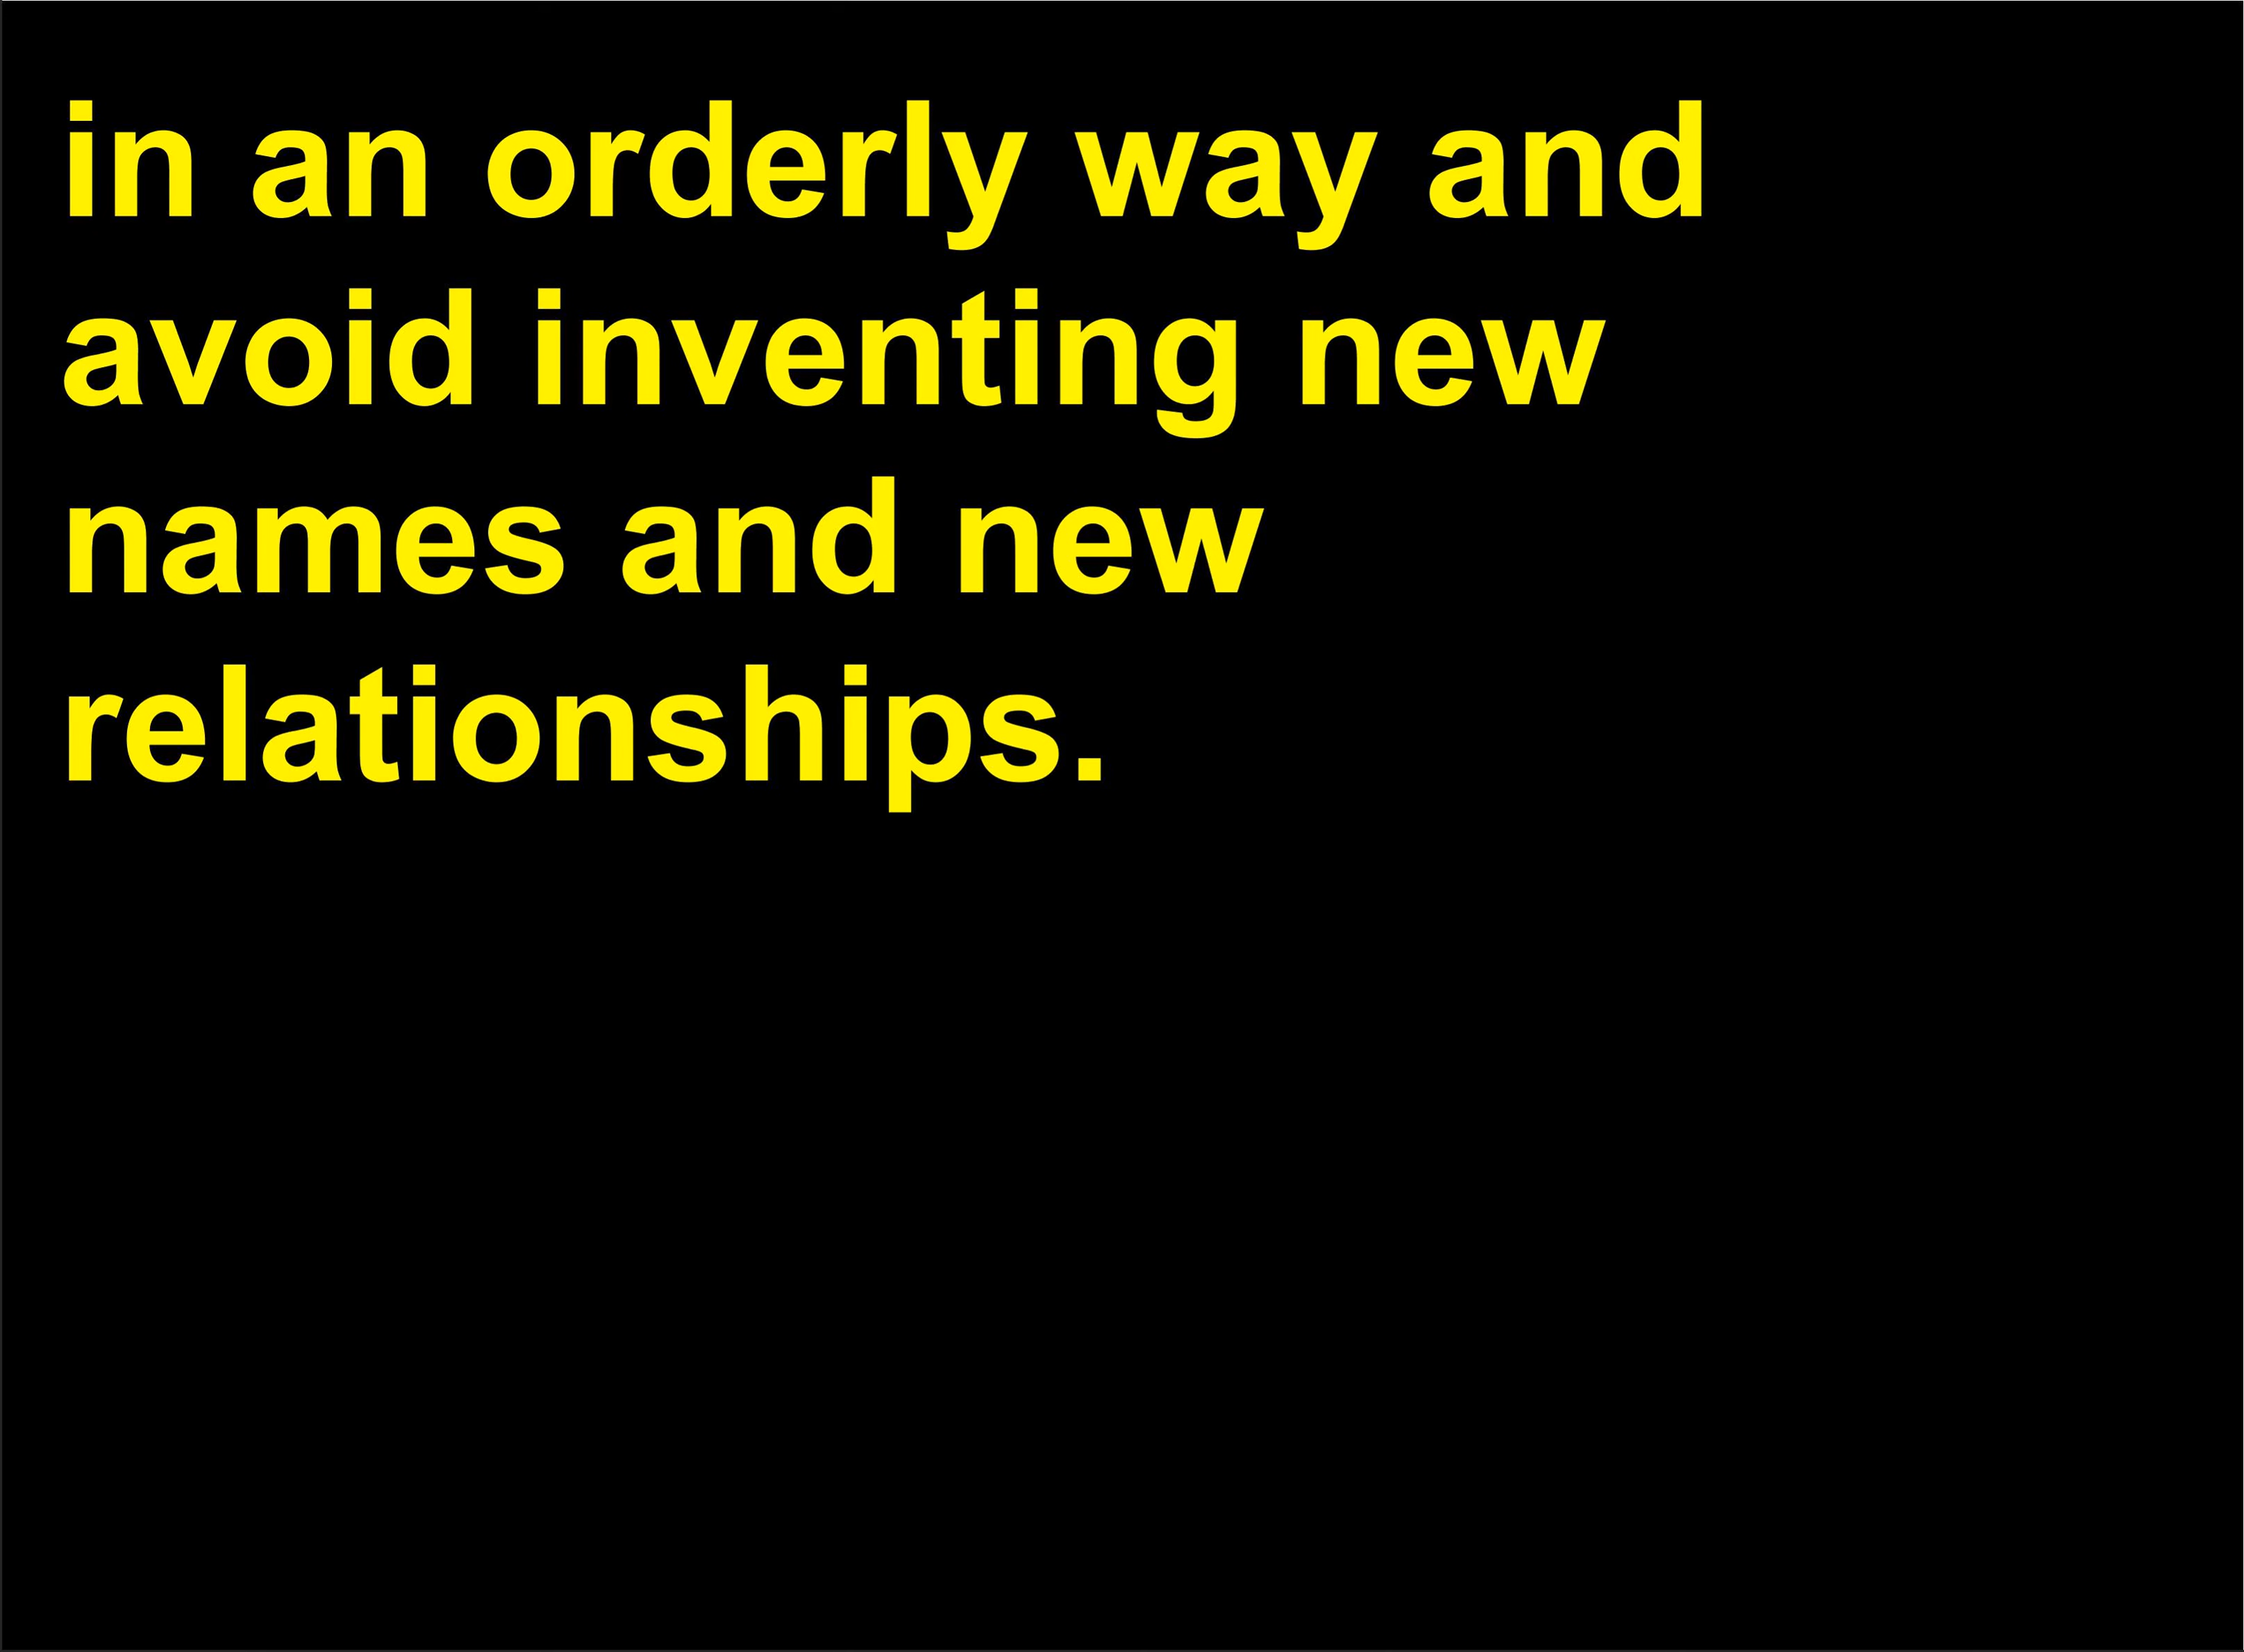 in an orderly way and
avoid inventing new
names and new
relationships.